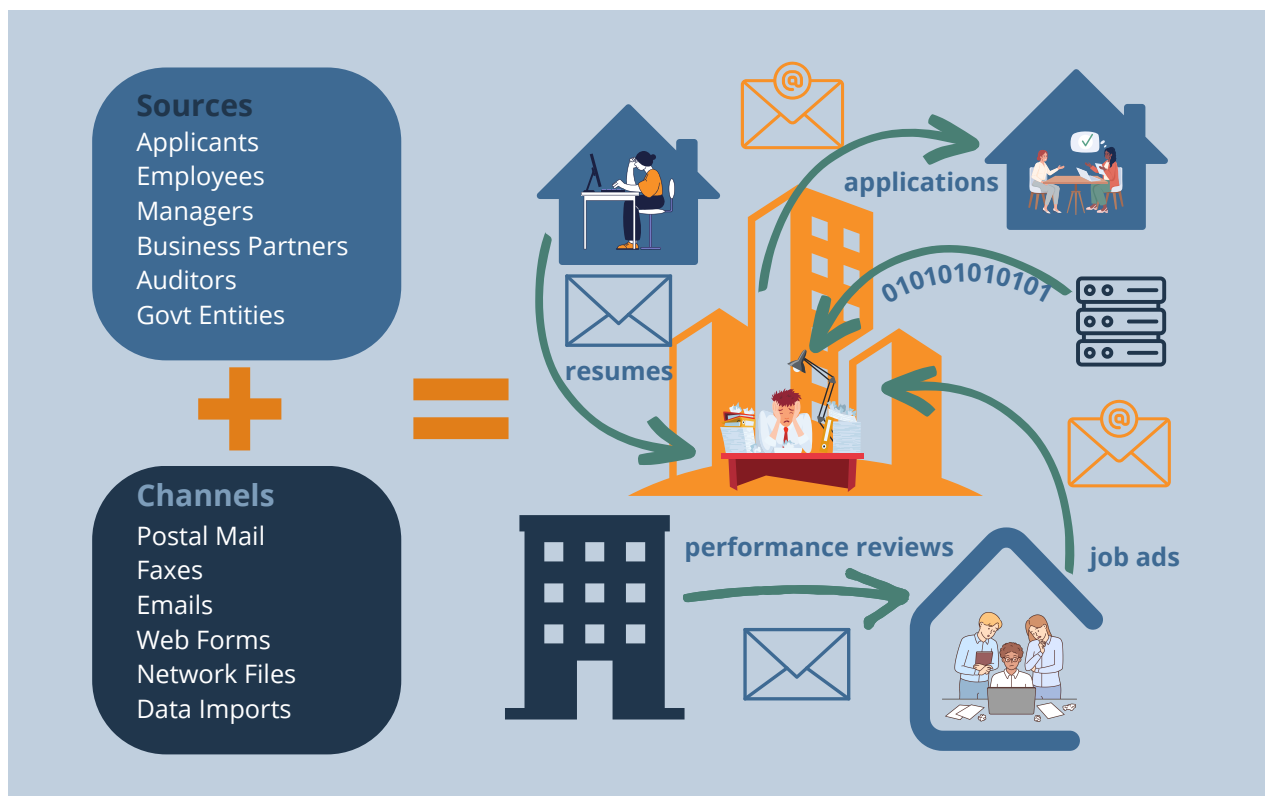 Sources
Applicants
Employees
Managers
Business Partners
Auditors
Govt Entities
Channels
Postal Mail
Faxes
Emails
Web Forms
Network Files
Data Imports
@
applications
010101010101
resumes
@
performance reviews
job ads